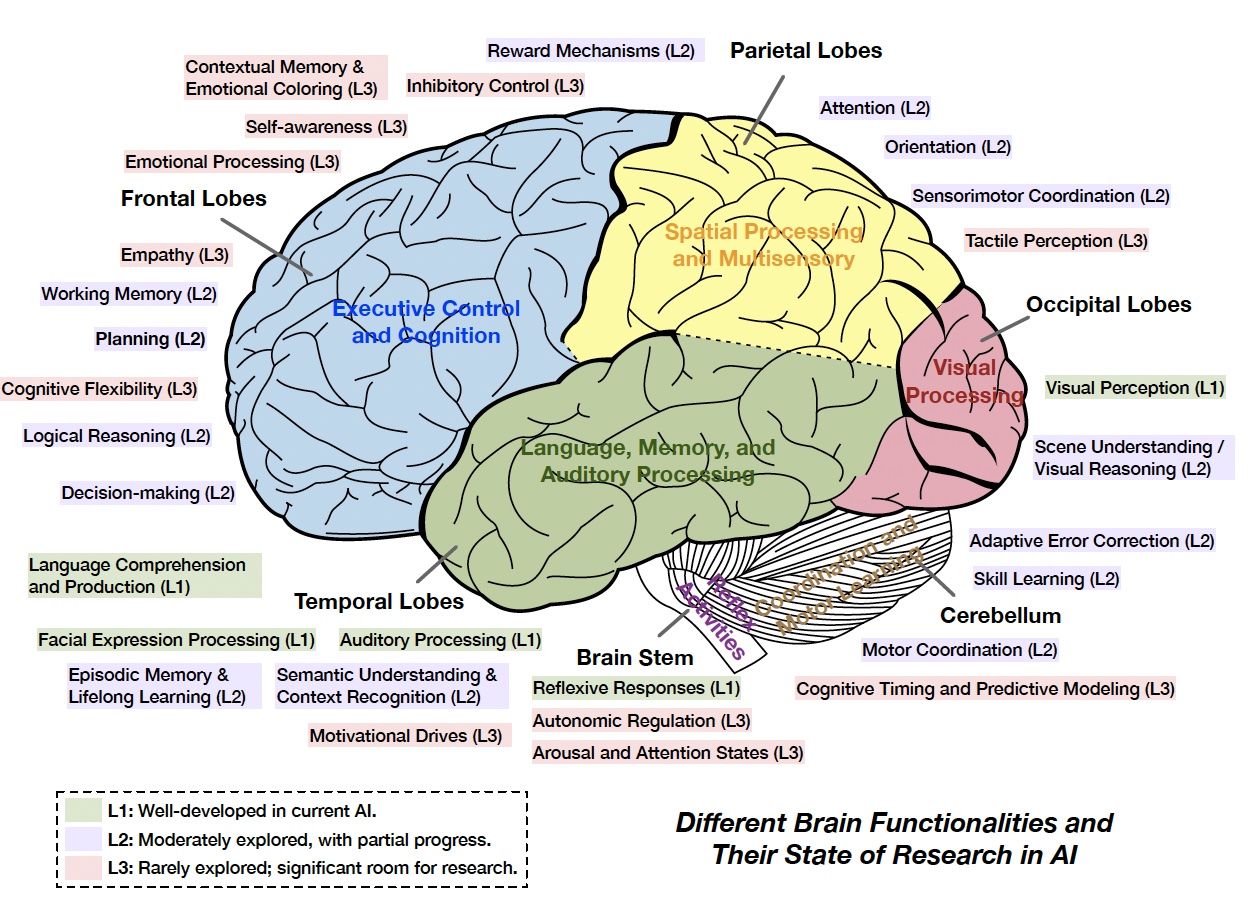 Reward Mechanisms (L2)
Parietal Lobes
Contextual Memory &
Emotional Coloring (L3)
Inhibitory Control (L3)
Attention (L2)
Self-awareness (L3)
Orientation (L2)
Emotional Processing (L3)
Frontal Lobes
Sensorimotor Coordination (L2)
Spatial Processing
and Multisensory
Tactile Perception (L3)
Empathy (L3)
Working Memory (L2)
Occipital Lobes
Executive Control
and Cognition
Planning (L2)
Visual
Processing
Cognitive Flexibility (L3)
Visual Perception (L1)
Logical Reasoning (L2)
Language, Memory, and
Auditory Processing
Scene Understanding /
Visual Reasoning (L2)
Decision-making (L2)
Coordination and
Motor Learning
Adaptive Error Correction (L2)
Language Comprehension
and Production (L1)
Skill Learning (L2)
Reflex
Activities
Temporal Lobes
Cerebellum
Facial Expression Processing (L1)
Auditory Processing (L1)
Brain Stem
Motor Coordination (L2)
Episodic Memory &
Lifelong Learning (L2)
Semantic Understanding &
Context Recognition (L2)
Reflexive Responses (L1)
Cognitive Timing and Predictive Modeling (L3)
Autonomic Regulation (L3)
Motivational Drives (L3)
Arousal and Attention States (L3)
L1: Well-developed in current AI.
L2: Moderately explored, with partial progress.
L3: Rarely explored; significant room for research.
Different Brain Functionalities and
Their State of Research in AI